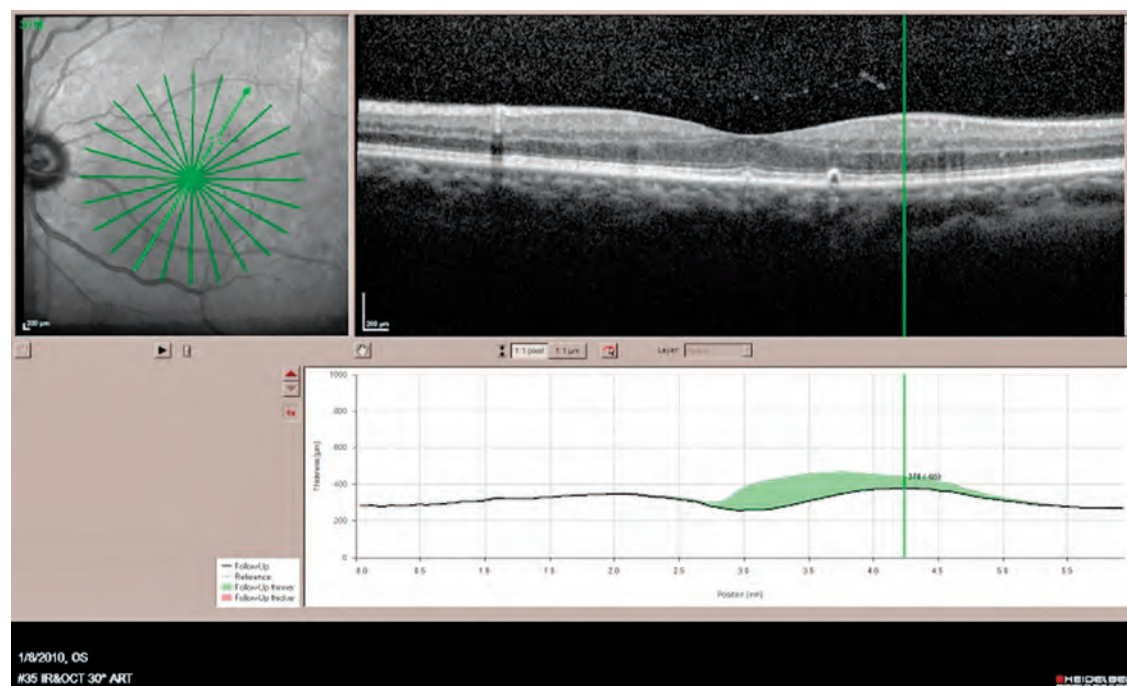 200 µm
200 µm
1:1 pixel 1:1 µm Layer:
1000
800
600
400
200
0
Thickness [µm]
378 (-60)
0.0 0.5 1.0 1.5 2.0 2.5 3.0 3.5 4.0 4.5 5.0 5.5
Position [mm]
Follow-Up
Reference
Follow-Up thinner
Follow-Up thicker
1/8/2010, OS
#35 IR&OCT 30° ART
HEIDELBE